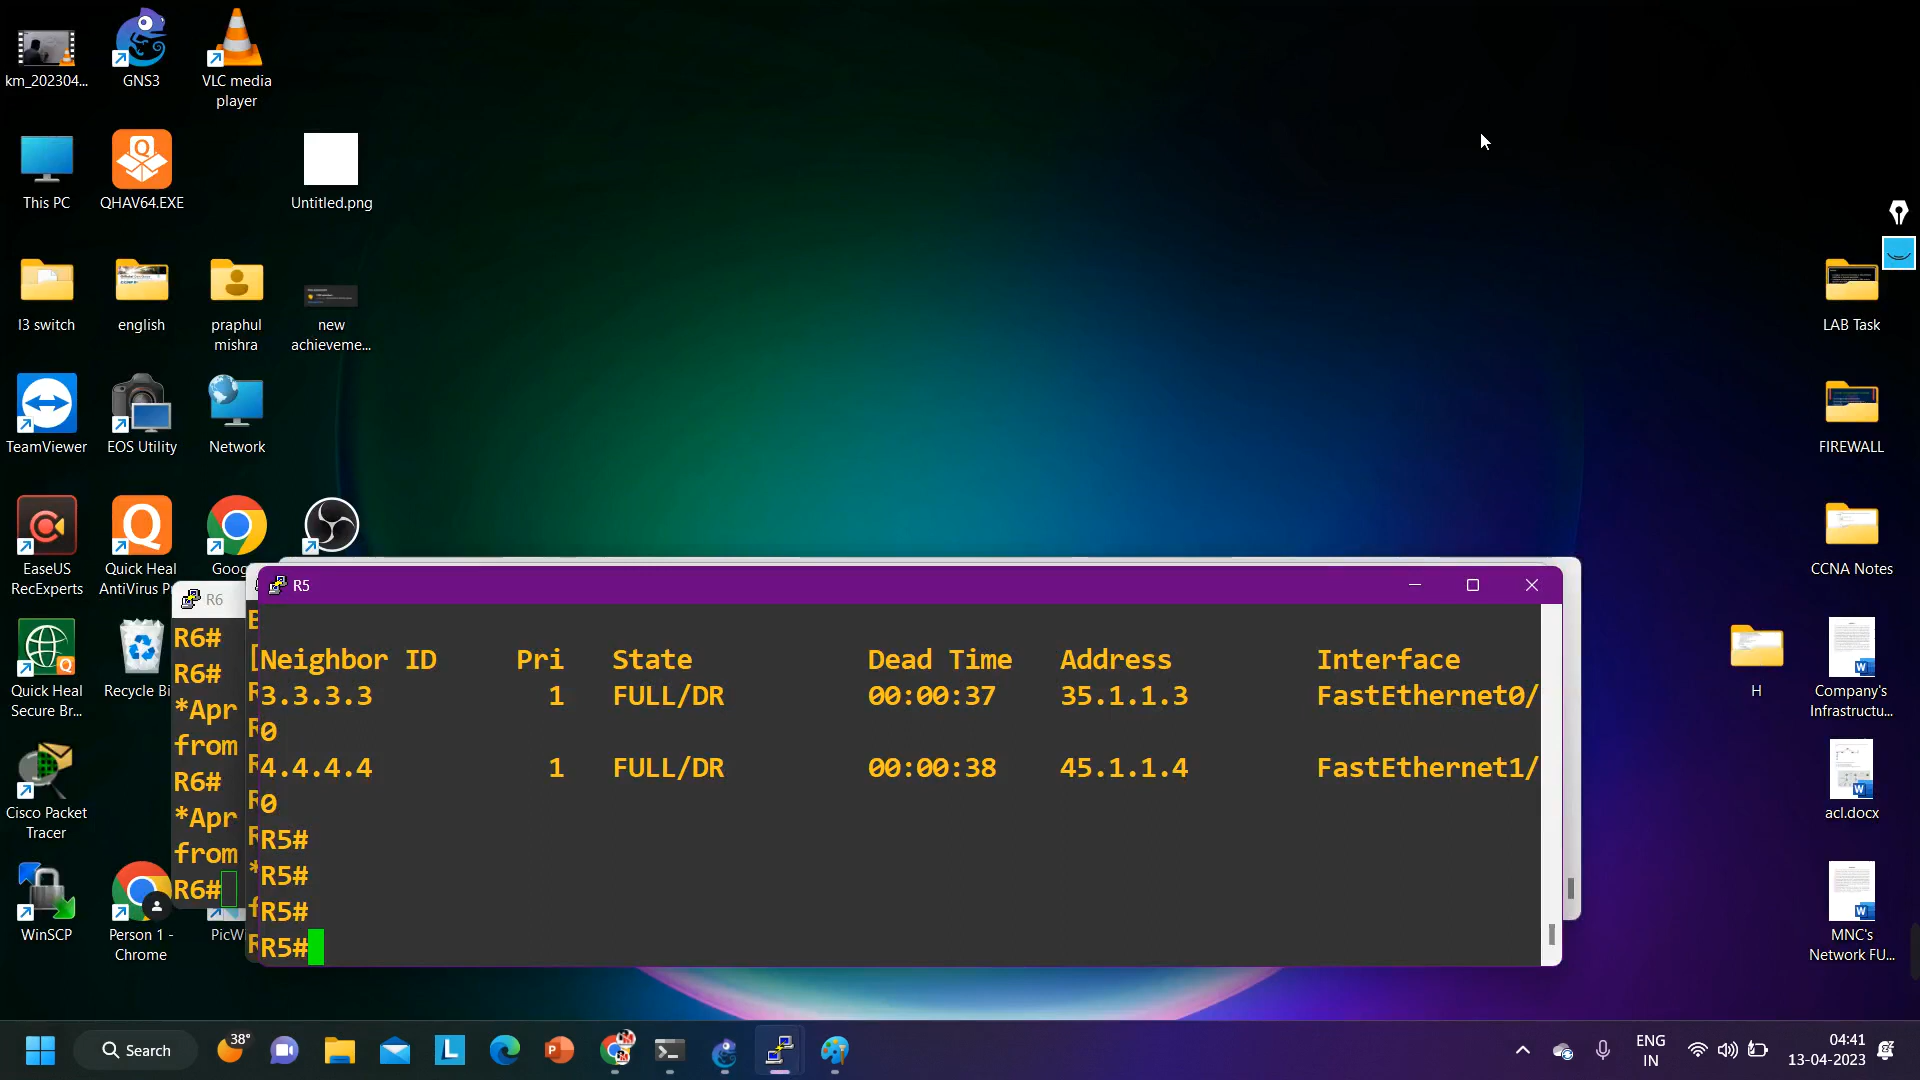 km_202304...
GNS3
VLC media
player
This PC
QHAV64.EXE
Untitled.png
l3 switch
english
praphul
mishra
new
achieveme...
TeamViewer
EOS Utility
Network
EaseUS
RecExperts
Quick Heal
AntiVirus P
Goog
Quick Heal
Secure Br...
Recycle Bi
Cisco Packet
Tracer
WinSCP
Person 1 -
Chrome
PicW
LAB Task
FIREWALL
CCNA Notes
H
Company's
Infrastructu...
acl.docx
MNC's
Network FU...
R6
R6#
R6#
*Apr
from
R6#
*Apr
from
R6#
R5
Neighbor ID Pri State Dead Time Address Interface
3.3.3.3 1 FULL/DR 00:00:37 35.1.1.3 FastEthernet0/
0
4.4.4.4 1 FULL/DR 00:00:38 45.1.1.4 FastEthernet1/
0
R5#
R5#
R5#
R5#
Search
38°
ENG
IN
04:41
13-04-2023